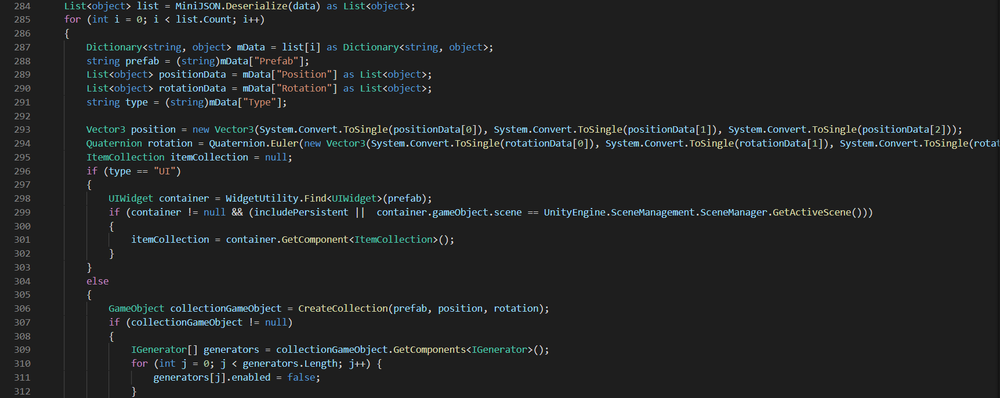 284 List<object> list = MiniJSON.Deserialize(data) as List<object>;
285 for (int i = 0; i < list.Count; i++)
286 {
287 Dictionary<string, object> mData = list[i] as Dictionary<string, object>;
288 string prefab = (string)mData["Prefab"];
289 List<object> positionData = mData["Position"] as List<object>;
290 List<object> rotationData = mData["Rotation"] as List<object>;
291 string type = (string)mData["Type"];
292
293 Vector3 position = new Vector3(System.Convert.ToSingle(positionData[0]), System.Convert.ToSingle(positionData[1]), System.Convert.ToSingle(positionData[2]));
294 Quaternion rotation = Quaternion.Euler(new Vector3(System.Convert.ToSingle(rotationData[0]), System.Convert.ToSingle(rotationData[1]), System.Convert.ToSingle(rotat
295 ItemCollection itemCollection = null;
296 if (type == "UI")
297 {
298 UIWidget container = WidgetUtility.Find<UIWidget>(prefab);
299 if (container != null && (includePersistent ||  container.gameObject.scene == UnityEngine.SceneManagement.SceneManager.GetActiveScene()))
300 {
301 itemCollection = container.GetComponent<ItemCollection>();
302 }
303 }
304 else
305 {
306 GameObject collectionGameObject = CreateCollection(prefab, position, rotation);
307 if (collectionGameObject != null)
308 {
309 IGenerator[] generators = collectionGameObject.GetComponents<IGenerator>();
310 for (int j = 0; j < generators.Length; j++) {
311 generators[j].enabled = false;
312 }